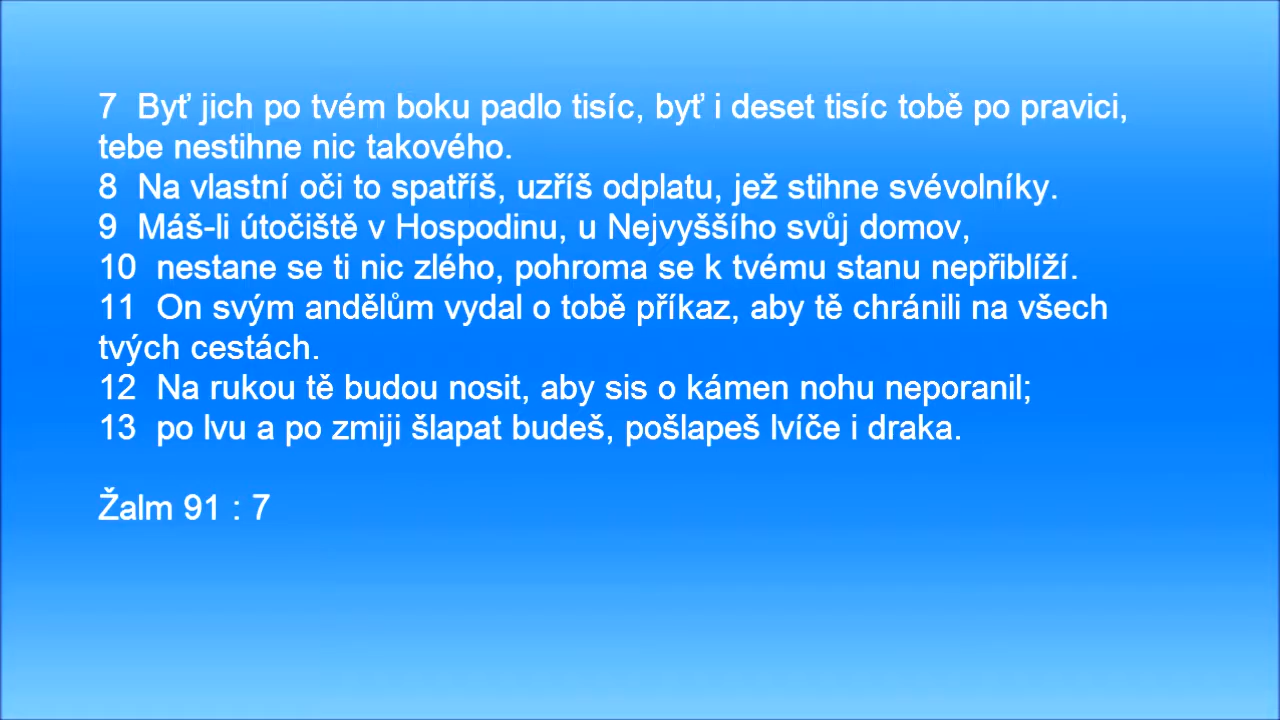 7  Byť jich po tvém boku padlo tisíc, byť i deset tisíc tobě po pravici,
tebe nestihne nic takového.
8  Na vlastní oči to spatříš, uzříš odplatu, jež stihne svévolníky.
9  Máš-li útočiště v Hospodinu, u Nejvyššího svůj domov,
10  nestane se ti nic zlého, pohroma se k tvému stanu nepřiblíží.
11  On svým andělům vydal o tobě příkaz, aby tě chránili na všech
tvých cestách.
12  Na rukou tě budou nosit, aby sis o kámen nohu neporanil;
13  po lvu a po zmiji šlapat budeš, pošlapeš lvíče i draka.
Žalm 91 : 7